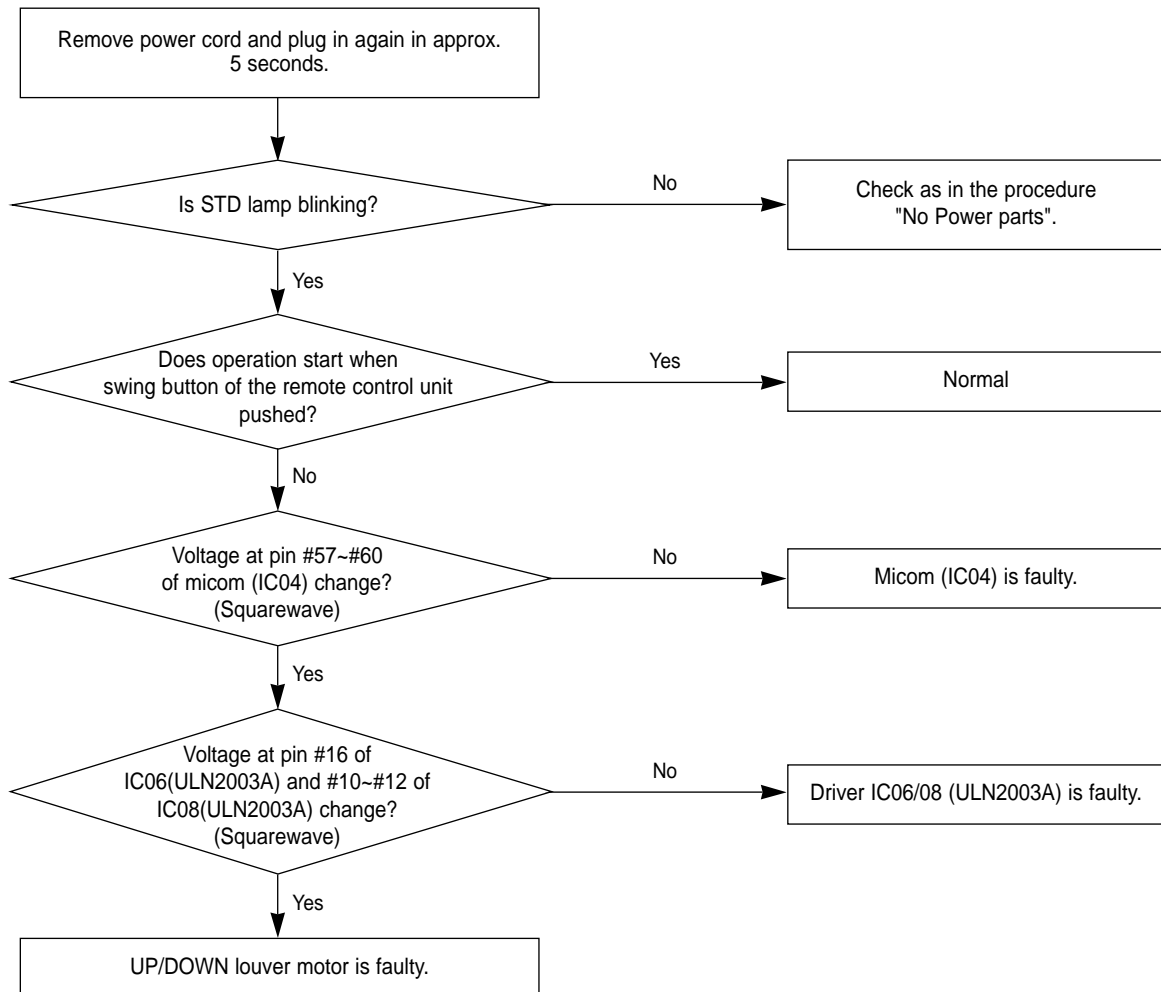 Remove power cord and plug in again in approx.
5 seconds.
Is STD lamp blinking?
No
Check as in the procedure
"No Power parts".
Yes
Does operation start when
swing button of the remote control unit
pushed?
Yes
Normal
No
Voltage at pin #57~#60
of micom (IC04) change?
(Squarewave)
No
Micom (IC04) is faulty.
Yes
Voltage at pin #16 of
IC06(ULN2003A) and #10~#12 of
IC08(ULN2003A) change?
(Squarewave)
No
Driver IC06/08 (ULN2003A) is faulty.
Yes
UP/DOWN louver motor is faulty.